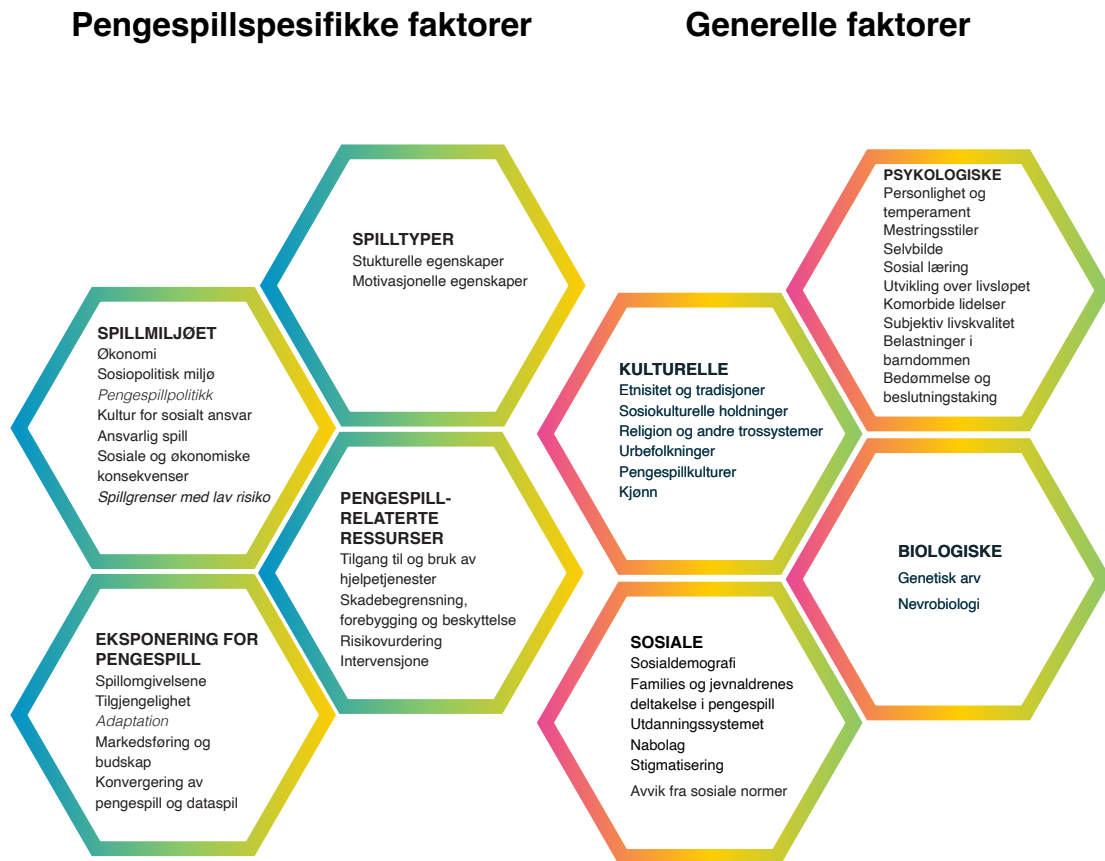 Pengespillspesifikke faktorer
Generelle faktorer
SPILLTYPER
Stukturelle egenskaper
Motivasjonelle egenskaper
SPILLMILJØET
Økonomi
Sosiopolitisk miljø
Pengespillpolitikk
Kultur for sosialt ansvar
Ansvarlig spill
Sosiale og økonomiske
konsekvenser
Spillgrenser med lav risiko
PENGESPILL-
RELATERTE
RESSURSER
Tilgang til og bruk av
hjelpetjenester
Skadebegrensning,
forebygging og beskyttelse
Risikovurdering
Intervensjone
EKSPONERING FOR
PENGESPILL
Spillomgivelsene
Tilgjengelighet
Adaptation
Markedsføring og
budskap
Konvergering av
pengespill og dataspil
PSYKOLOGISKE
Personlighet og
temperament
Mestringsstiler
Selvbilde
Sosial læring
Utvikling over livsløpet
Komorbide lidelser
Subjektiv livskvalitet
Belastninger i
barndommen
Bedømmelse og
beslutningstaking
KULTURELLE
Etnisitet og tradisjoner
Sosiokulturelle holdninger
Religion og andre trossystemer
Urbefolkninger
Pengespillkulturer
Kjønn
BIOLOGISKE
Genetisk arv
Nevrobiologi
SOSIALE
Sosialdemografi
Families og jevnaldrenes
deltakelse i pengespill
Utdanningssystemet
Nabolag
Stigmatisering
Avvik fra sosiale normer